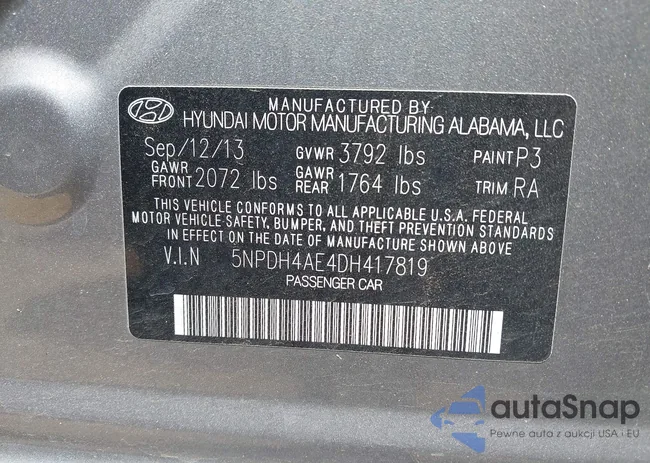 MANUFACTURED BY
HYUNDAI MOTOR MANUFACTURING ALABAMA, LLC
Sep/12/13 GVWR 3792 lbs PAINT P3
GAWR FRONT 2072 lbs GAWR REAR 1764 lbs TRIM RA
THIS VEHICLE CONFORMS TO ALL APPLICABLE U.S.A. FEDERAL
MOTOR VEHICLE SAFETY, BUMPER, AND THEFT PREVENTION STANDARDS
IN EFFECT ON THE DATE OF MANUFACTURE SHOWN ABOVE
V.I.N 5NPDH4AE4DH417819
PASSENGER CAR
autaSnap
Pewne auta z aukcji USA i EU